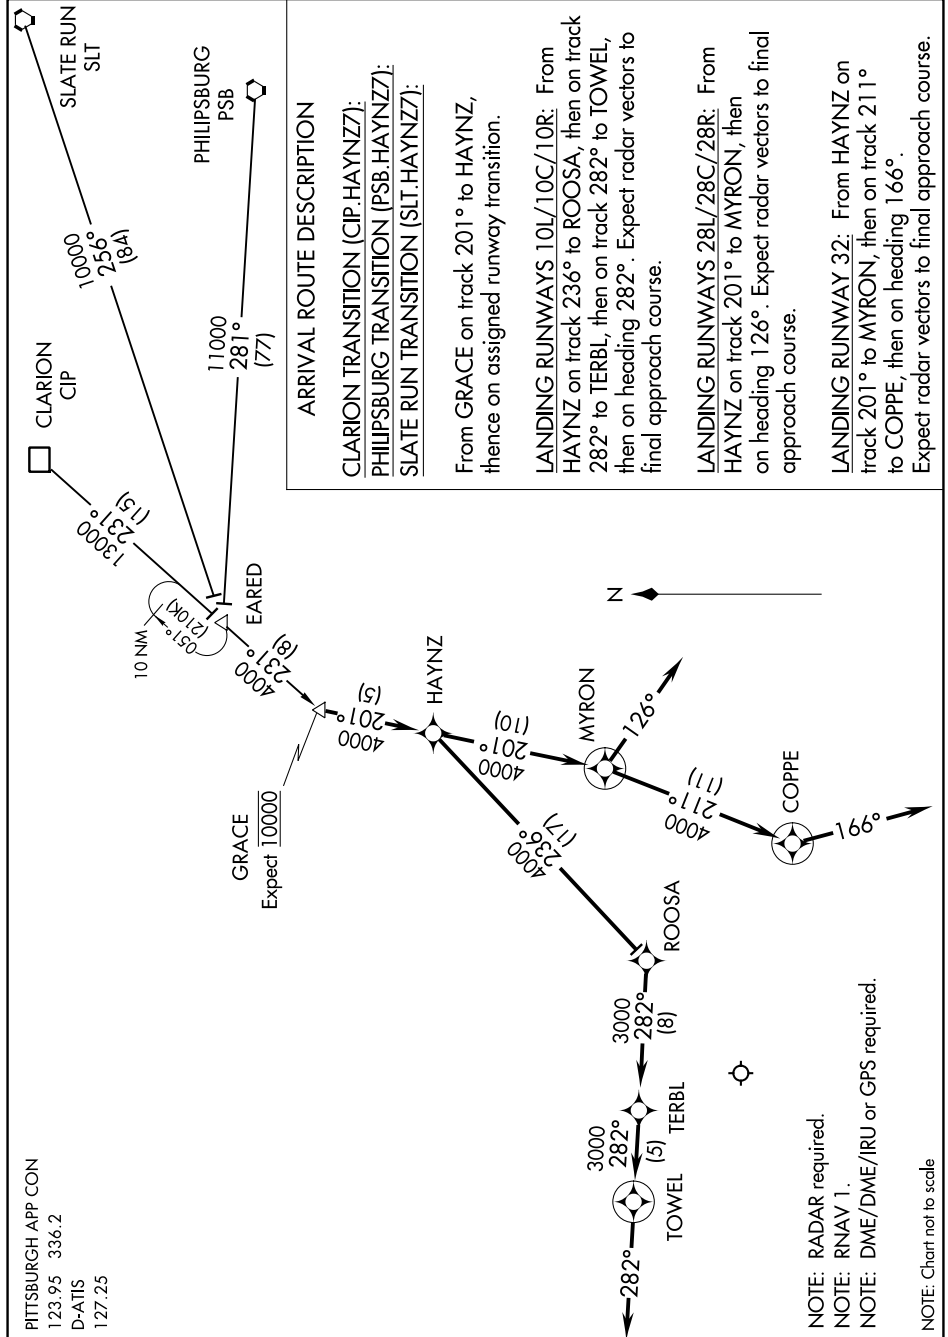 PITTSBURGH APP CON
123.95 336.2
D-ATIS
127.25
SLATE RUN
SLT
10000
256°
(84)
PHILIPSBURG
PSB
11000
281°
(77)
CLARION
CIP
13000
231°
(15)
10 NM
051°
(210K)
EARED
4000
231°
(8)
GRACE
Expect 10000
4000
201°
(5)
HAYNZ
4000
201°
(10)
4000
236°
(17)
MYRON
126°
4000
211°
(11)
COPPE
166°
ROOSA
3000
282°
(8)
TERBL
3000
282°
(5)
TOWEL
282°
N
ARRIVAL ROUTE DESCRIPTION
CLARION TRANSITION (CIP.HAYNZ7):
PHILIPSBURG TRANSITION (PSB.HAYNZ7):
SLATE RUN TRANSITION (SLT.HAYNZ7):
From GRACE on track 201° to HAYNZ,
thence on assigned runway transition.
LANDING RUNWAYS 10L/10C/10R: From
HAYNZ on track 236° to ROOSA, then on track
282° to TERBL, then on track 282° to TOWEL,
then on heading 282°. Expect radar vectors to
final approach course.
LANDING RUNWAYS 28L/28C/28R: From
HAYNZ on track 201° to MYRON, then
on heading 126°. Expect radar vectors to final
approach course.
LANDING RUNWAY 32: From HAYNZ on
track 201° to MYRON, then on track 211°
to COPPE, then on heading 166°.
Expect radar vectors to final approach course.
NOTE: RADAR required.
NOTE: RNAV 1.
NOTE: DME/DME/IRU or GPS required.
NOTE: Chart not to scale